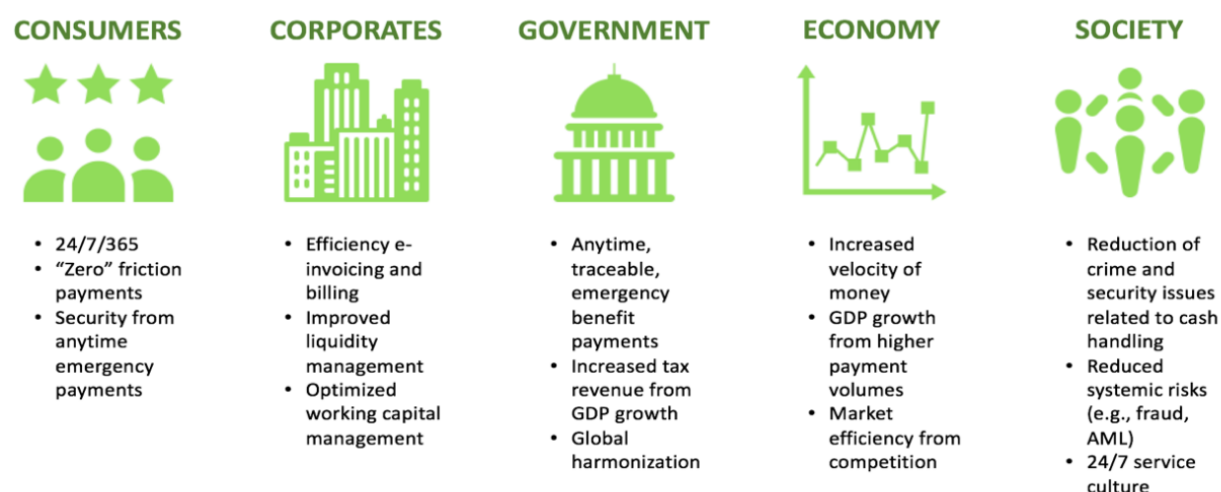 CONSUMERS
• 24/7/365
• “Zero” friction
payments
• Security from
anytime
emergency
payments
CORPORATES
• Efficiency e-
invoicing and
billing
• Improved
liquidity
management
• Optimized
working capital
management
GOVERNMENT
• Anytime,
traceable,
emergency
benefit
payments
• Increased tax
revenue from
GDP growth
• Global
harmonization
ECONOMY
• Increased
velocity of
money
• GDP growth
from higher
payment
volumes
• Market
efficiency from
competition
SOCIETY
• Reduction of
crime and
security issues
related to cash
handling
• Reduced
systemic risks
(e.g., fraud,
AML)
• 24/7 service
culture